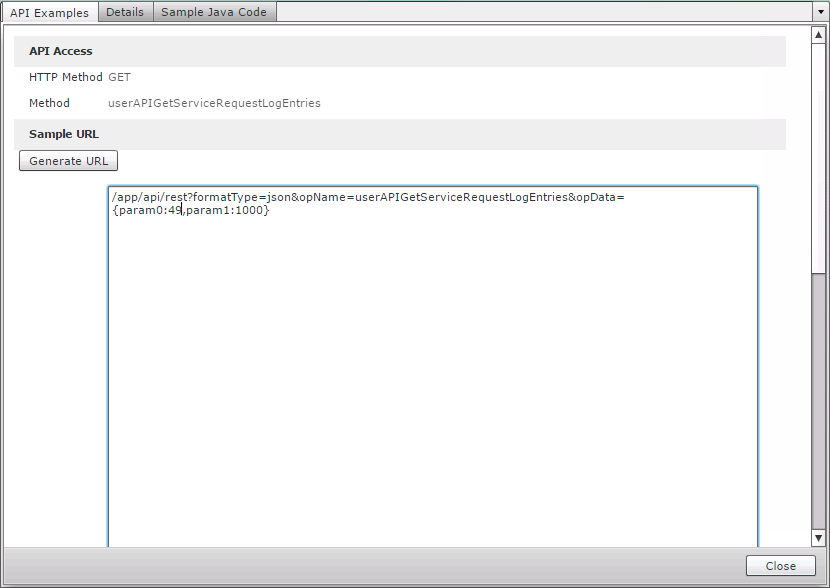 API Examples Details Sample Java Code
API Access
HTTP Method GET
Method userAPIGetServiceRequestLogEntries
Sample URL
Generate URL
/app/api/rest?formatType=json&opName=userAPIGetServiceRequestLogEntries&opData=
{param0:49,param1:1000}
Close